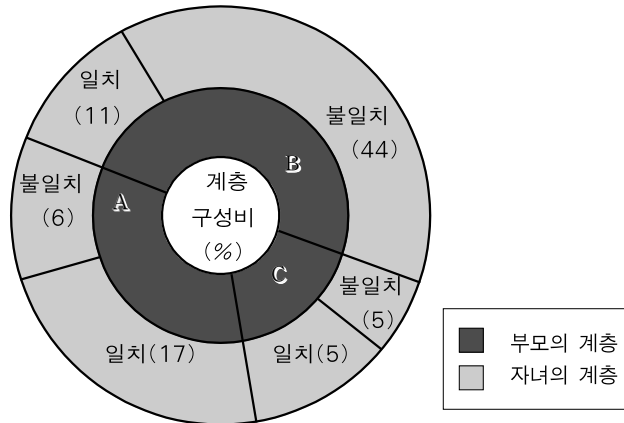 일치
(11)
불일치
(44)
B
계층
구성비
(%)
불일치
(6)
A
C
불일치
(5)
일치(17)
일치(5)
부모의 계층
자녀의 계층